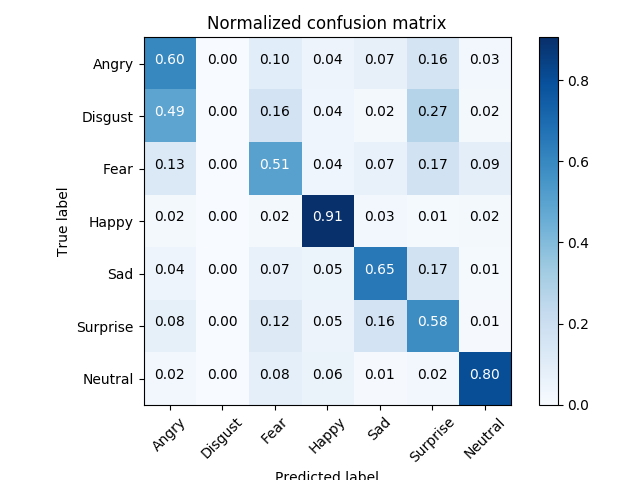 Normalized confusion matrix
Angry 0.60 0.00 0.10 0.04 0.07 0.16 0.03
Disgust 0.49 0.00 0.16 0.04 0.02 0.27 0.02
Fear 0.13 0.00 0.51 0.04 0.07 0.17 0.09
Happy 0.02 0.00 0.02 0.91 0.03 0.01 0.02
Sad 0.04 0.00 0.07 0.05 0.65 0.17 0.01
Surprise 0.08 0.00 0.12 0.05 0.16 0.58 0.01
Neutral 0.02 0.00 0.08 0.06 0.01 0.02 0.80
True label
Angry Disgust Fear Happy Sad Surprise Neutral
Predicted label
0.8
0.6
0.4
0.2
0.0